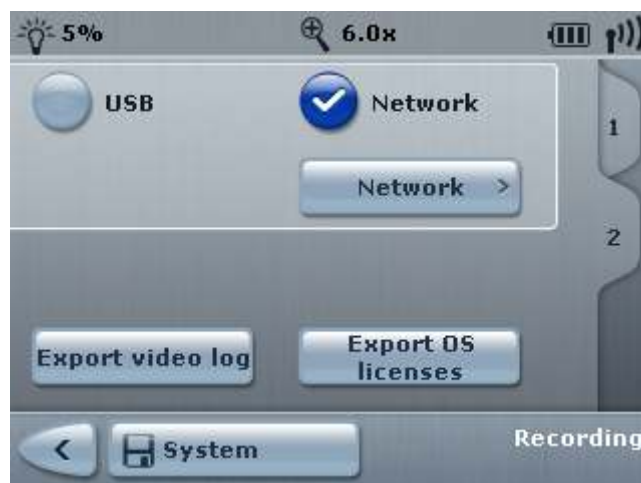 5%
6.0x
USB
Network
1
Network >
2
Export video log
Export OS
licenses
< System
Recording